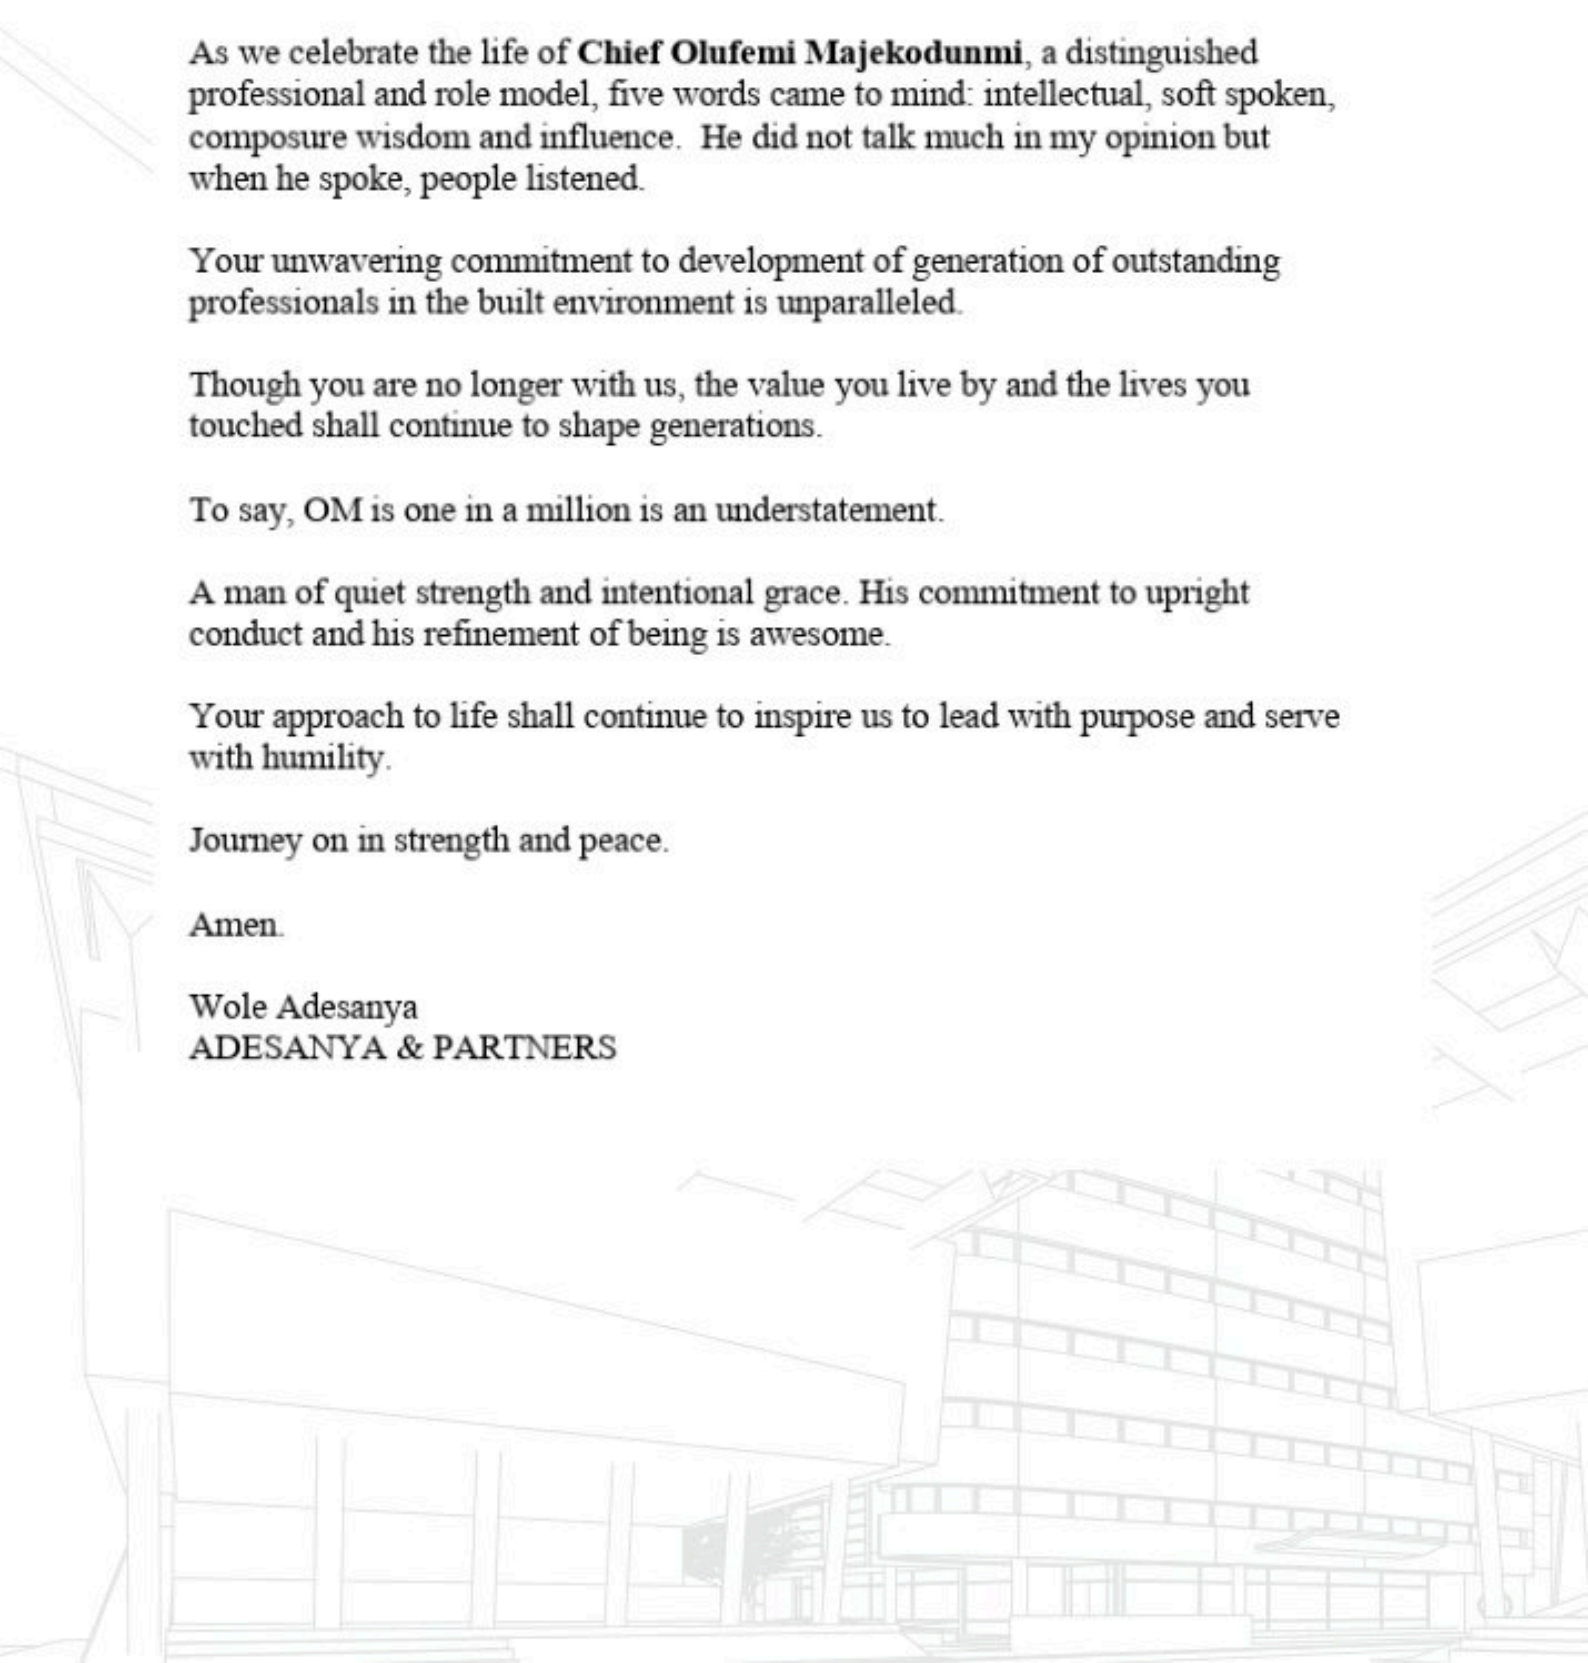 As we celebrate the life of Chief Olufemi Majekodunmi, a distinguished
professional and role model, five words came to mind: intellectual, soft spoken,
composure wisdom and influence.  He did not talk much in my opinion but
when he spoke, people listened.
Your unwavering commitment to development of generation of outstanding
professionals in the built environment is unparalleled.
Though you are no longer with us, the value you live by and the lives you
touched shall continue to shape generations.
To say, OM is one in a million is an understatement.
A man of quiet strength and intentional grace. His commitment to upright
conduct and his refinement of being is awesome.
Your approach to life shall continue to inspire us to lead with purpose and serve
with humility.
Journey on in strength and peace.
Amen.
Wole Adesanya
ADESANYA & PARTNERS